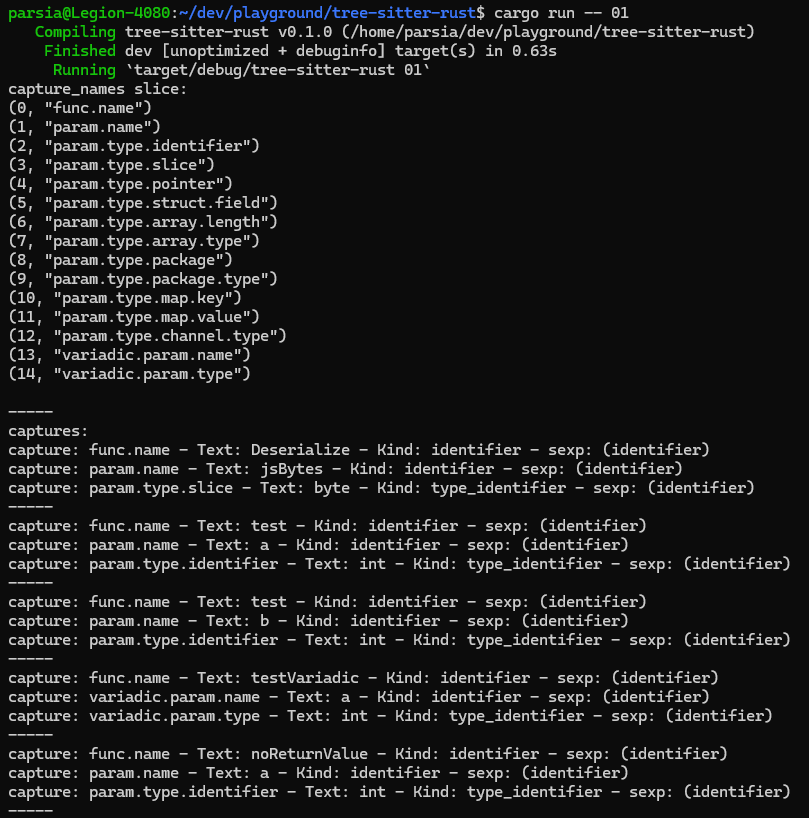 parsia@Legion-4080:~/dev/playground/tree-sitter-rust$ cargo run -- 01
   Compiling tree-sitter-rust v0.1.0 (/home/parsia/dev/playground/tree-sitter-rust)
    Finished dev [unoptimized + debuginfo] target(s) in 0.63s
     Running `target/debug/tree-sitter-rust 01`
capture_names slice:
(0, "func.name")
(1, "param.name")
(2, "param.type.identifier")
(3, "param.type.slice")
(4, "param.type.pointer")
(5, "param.type.struct.field")
(6, "param.type.array.length")
(7, "param.type.array.type")
(8, "param.type.package")
(9, "param.type.package.type")
(10, "param.type.map.key")
(11, "param.type.map.value")
(12, "param.type.channel.type")
(13, "variadic.param.name")
(14, "variadic.param.type")

-----
captures:
capture: func.name - Text: Deserialize - Kind: identifier - sexp: (identifier)
capture: param.name - Text: jsBytes - Kind: identifier - sexp: (identifier)
capture: param.type.slice - Text: byte - Kind: type_identifier - sexp: (identifier)
-----
capture: func.name - Text: test - Kind: identifier - sexp: (identifier)
capture: param.name - Text: a - Kind: identifier - sexp: (identifier)
capture: param.type.identifier - Text: int - Kind: type_identifier - sexp: (identifier)
-----
capture: func.name - Text: test - Kind: identifier - sexp: (identifier)
capture: param.name - Text: b - Kind: identifier - sexp: (identifier)
capture: param.type.identifier - Text: int - Kind: type_identifier - sexp: (identifier)
-----
capture: func.name - Text: testVariadic - Kind: identifier - sexp: (identifier)
capture: variadic.param.name - Text: a - Kind: identifier - sexp: (identifier)
capture: variadic.param.type - Text: int - Kind: type_identifier - sexp: (identifier)
-----
capture: func.name - Text: noReturnValue - Kind: identifier - sexp: (identifier)
capture: param.name - Text: a - Kind: identifier - sexp: (identifier)
capture: param.type.identifier - Text: int - Kind: type_identifier - sexp: (identifier)
-----